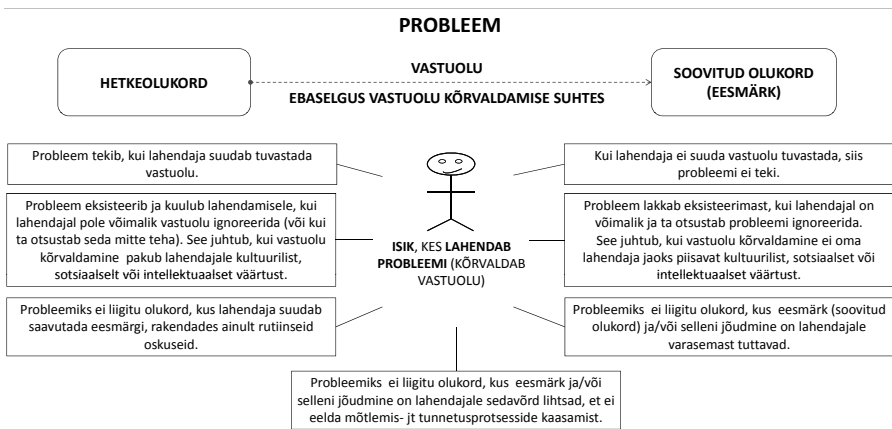 PROBLEEM
HETKEOLUKORD
VASTUOLU
EBASELGUS VASTUOLU KÕRVALDAMISE SUHTES
SOOVITUD OLUKORD
(EESMÄRK)
Probleem tekib, kui lahendaja suudab tuvastada
vastuolu.
Kui lahendaja ei suuda vastuolu tuvastada, siis
probleemi ei teki.
Probleem eksisteerib ja kuulub lahendamisele, kui
lahendajal pole võimalik vastuolu ignoreerida (või kui
ta otsustab seda mitte teha). See juhtub, kui vastuolu
kõrvaldamine pakub lahendajale kultuurilist,
sotsiaalselt või intellektuaalset väärtust.
Probleem lakkab eksisteerimast, kui lahendajal on
võimalik ja ta otsustab probleemi ignoreerida.
See juhtub, kui vastuolu kõrvaldamine ei oma
lahendaja jaoks piisavat kultuurilist, sotsiaalset või
intellektuaalset väärtust.
ISIK, KES LAHENDAB
PROBLEEMI (KÕRVALDAB
VASTUOLU)
Probleemiks ei liigitu olukord, kus lahendaja suudab
saavutada eesmärgi, rakendades ainult rutiinseid
oskuseid.
Probleemiks ei liigitu olukord, kus eesmärk (soovitud
olukord) ja/või selleni jõudmine on lahendajale
varasemast tuttavad.
Probleemiks ei liigitu olukord, kus eesmärk ja/või
selleni jõudmine on lahendajale sedavõrd lihtsad, et ei
eelda mõtlemis- jt tunnetusprotsesside kaasamist.